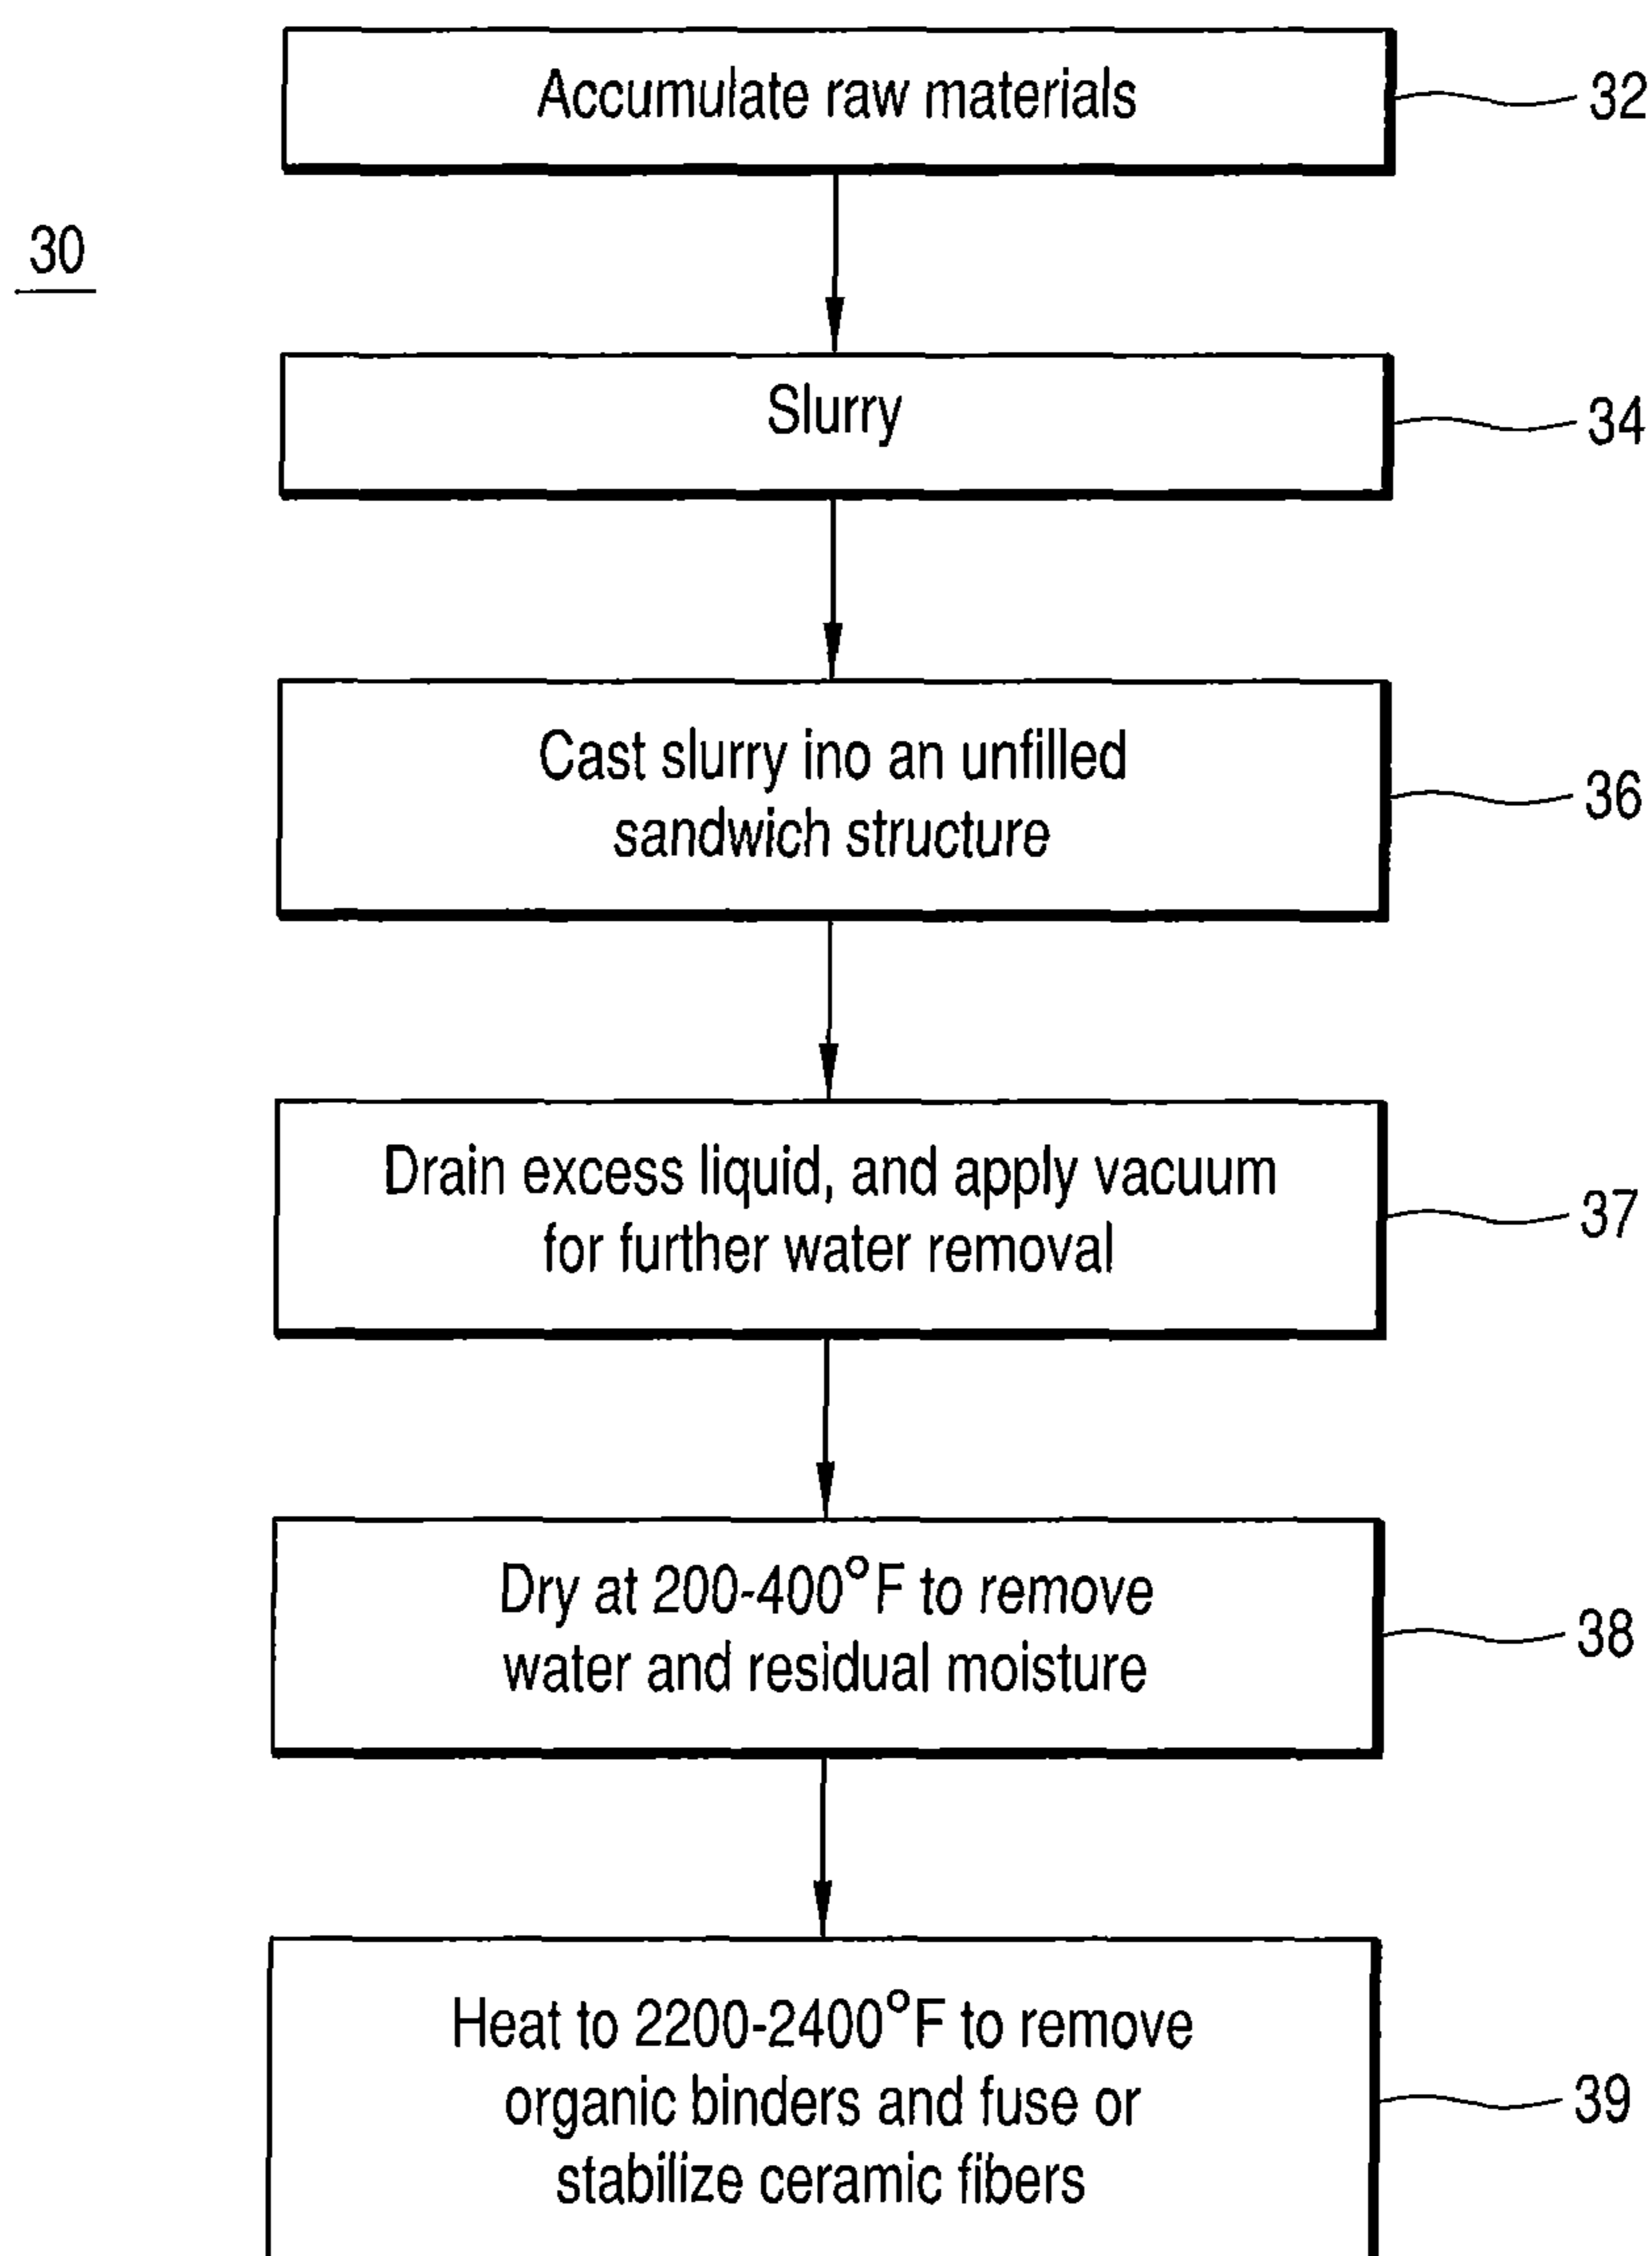 Accumulate raw materials
32
30
Slurry
34
Cast slurry ino an unfilled
sandwich structure
36
Drain excess liquid, and apply vacuum
for further water removal
37
Dry at 200-400°F to remove
water and residual moisture
38
Heat to 2200-2400°F to remove
organic binders and fuse or
stabilize ceramic fibers
39